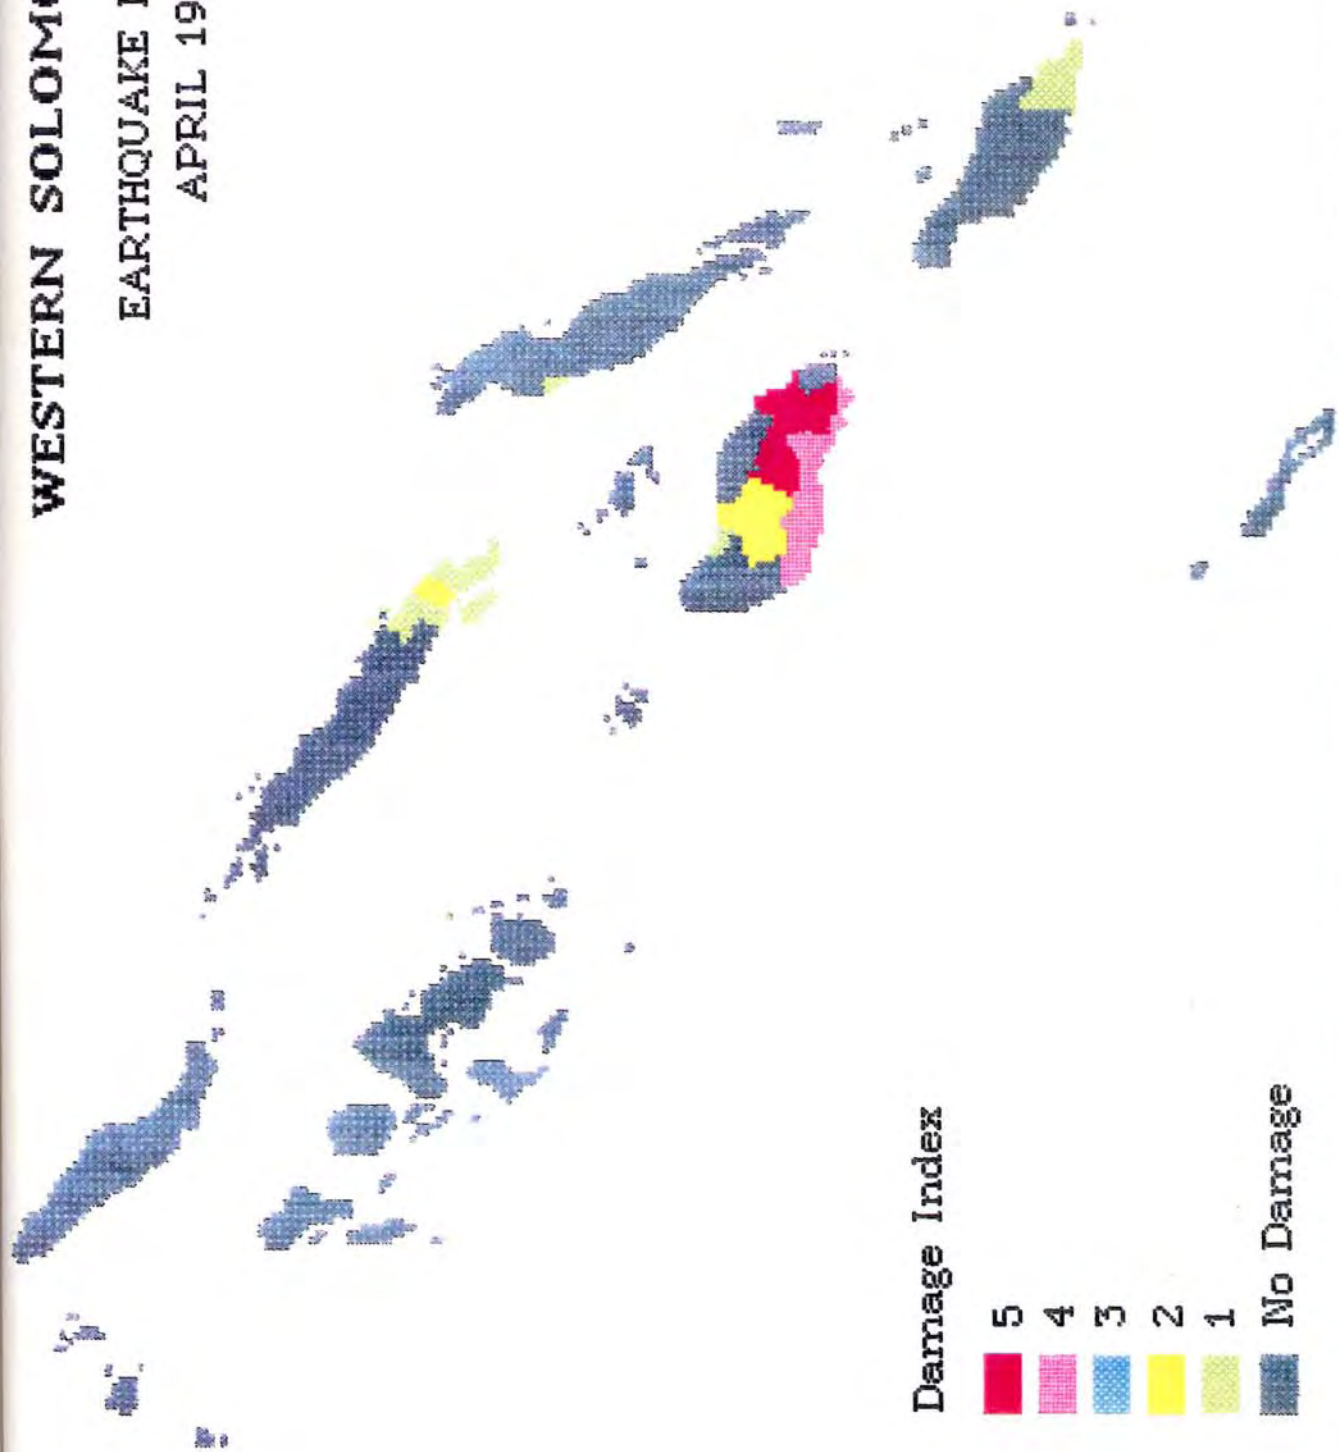 WESTERN SOLOM
EARTHQUAKE
APRIL 19
Damage Index
5
4
3
2
1
No Damage